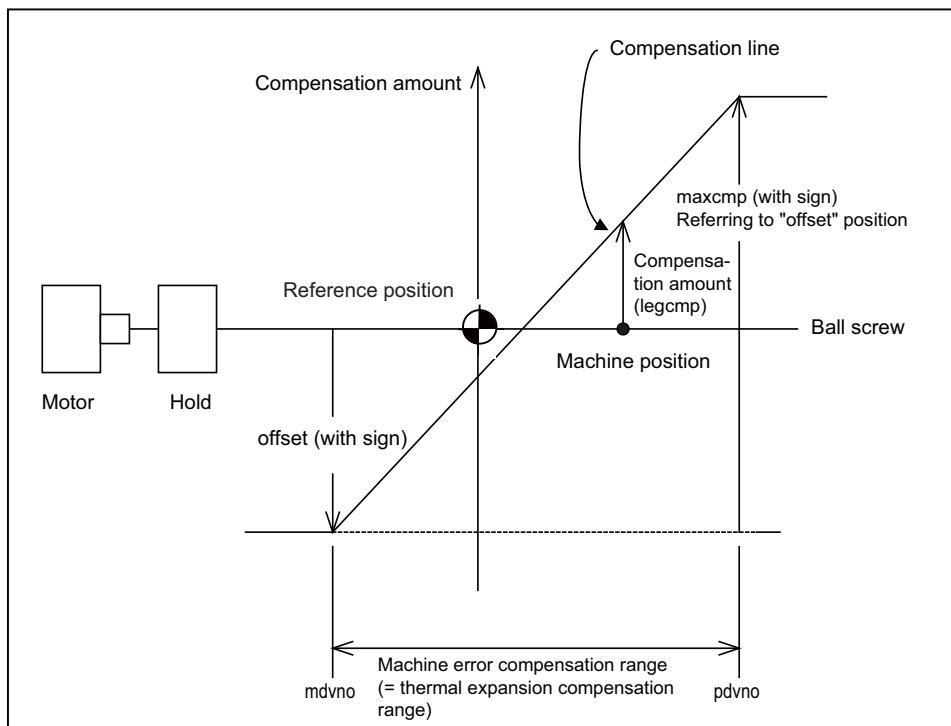 Compensation line
Compensation amount
maxcmp (with sign)
Referring to "offset" position
Compensa-
tion amount
(legcmp)
Reference position
Ball screw
Machine position
Motor
Hold
offset (with sign)
Machine error compensation range
(= thermal expansion compensation
range)
mdvno
pdvno